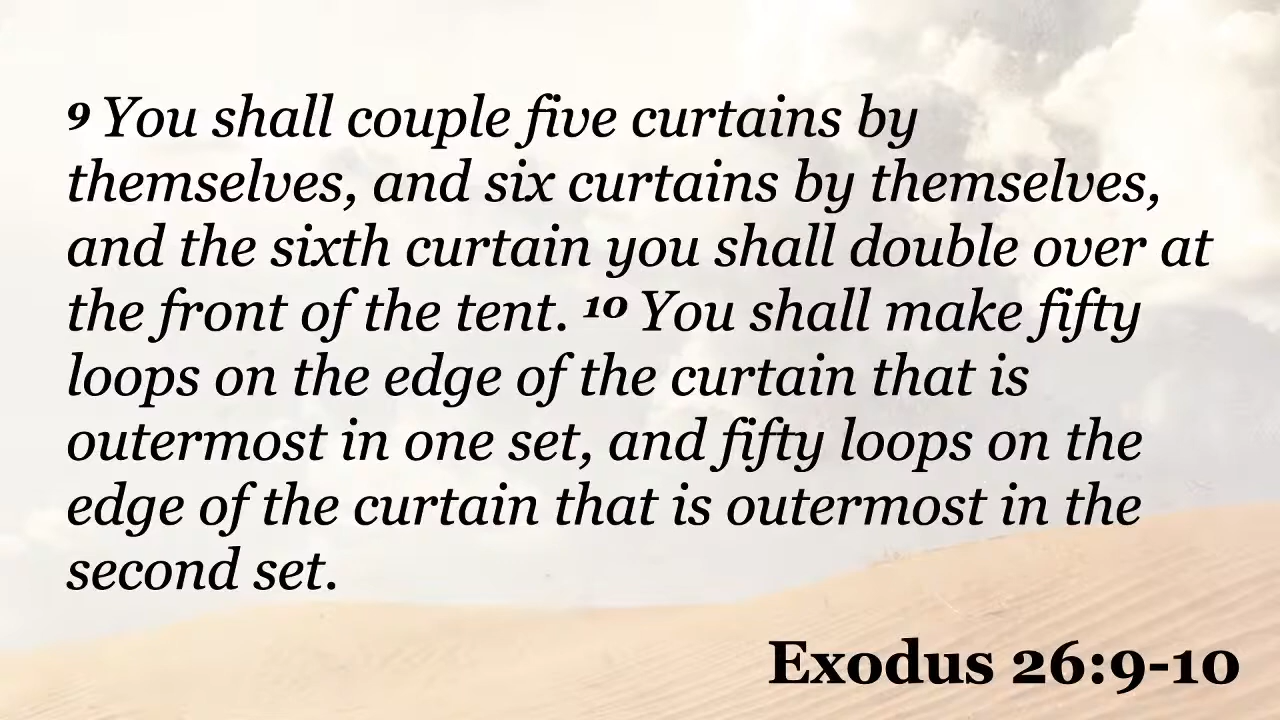 9 You shall couple five curtains by
themselves, and six curtains by themselves,
and the sixth curtain you shall double over at
the front of the tent. 10 You shall make fifty
loops on the edge of the curtain that is
outermost in one set, and fifty loops on the
edge of the curtain that is outermost in the
second set.
Exodus 26:9-10